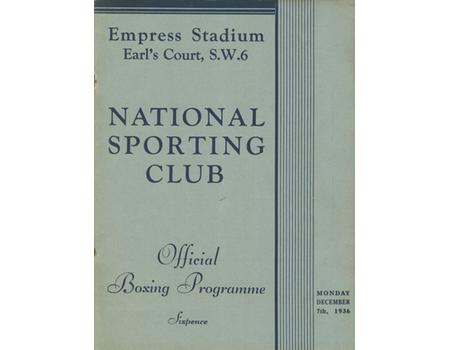 Empress Stadium
Earl's Court, S.W.6
NATIONAL
SPORTING
CLUB
Official
Boxing Programme
Sixpence
MONDAY
DECEMBER
7th, 1936